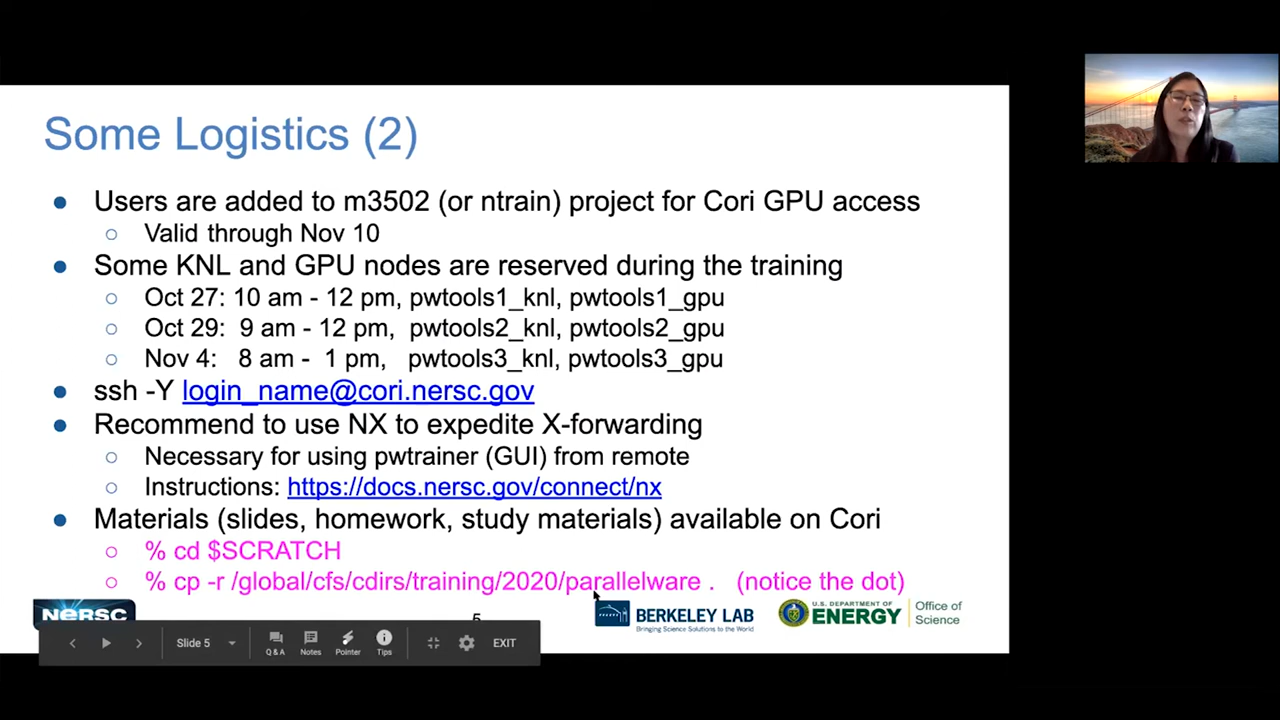 Some Logistics (2)
● Users are added to m3502 (or ntrain) project for Cori GPU access
○ Valid through Nov 10
● Some KNL and GPU nodes are reserved during the training
○ Oct 27: 10 am - 12 pm, pwtools1_knl, pwtools1_gpu
○ Oct 29: 9 am - 12 pm, pwtools2_knl, pwtools2_gpu
○ Nov 4: 8 am - 1 pm, pwtools3_knl, pwtools3_gpu
● ssh -Y login_name@cori.nersc.gov
● Recommend to use NX to expedite X-forwarding
○ Necessary for using pwtrainer (GUI) from remote
○ Instructions: https://docs.nersc.gov/connect/nx
● Materials (slides, homework, study materials) available on Cori
○ % cd $SCRATCH
○ % cp -r /global/cfs/cdirs/training/2020/parallelware . (notice the dot)
NERSC
5
BERKELEY LAB
Bringing Science Solutions to the World
U.S. DEPARTMENT OF
ENERGY
Office of
Science
Slide 5
Q & A
Notes
Pointer
Tips
EXIT